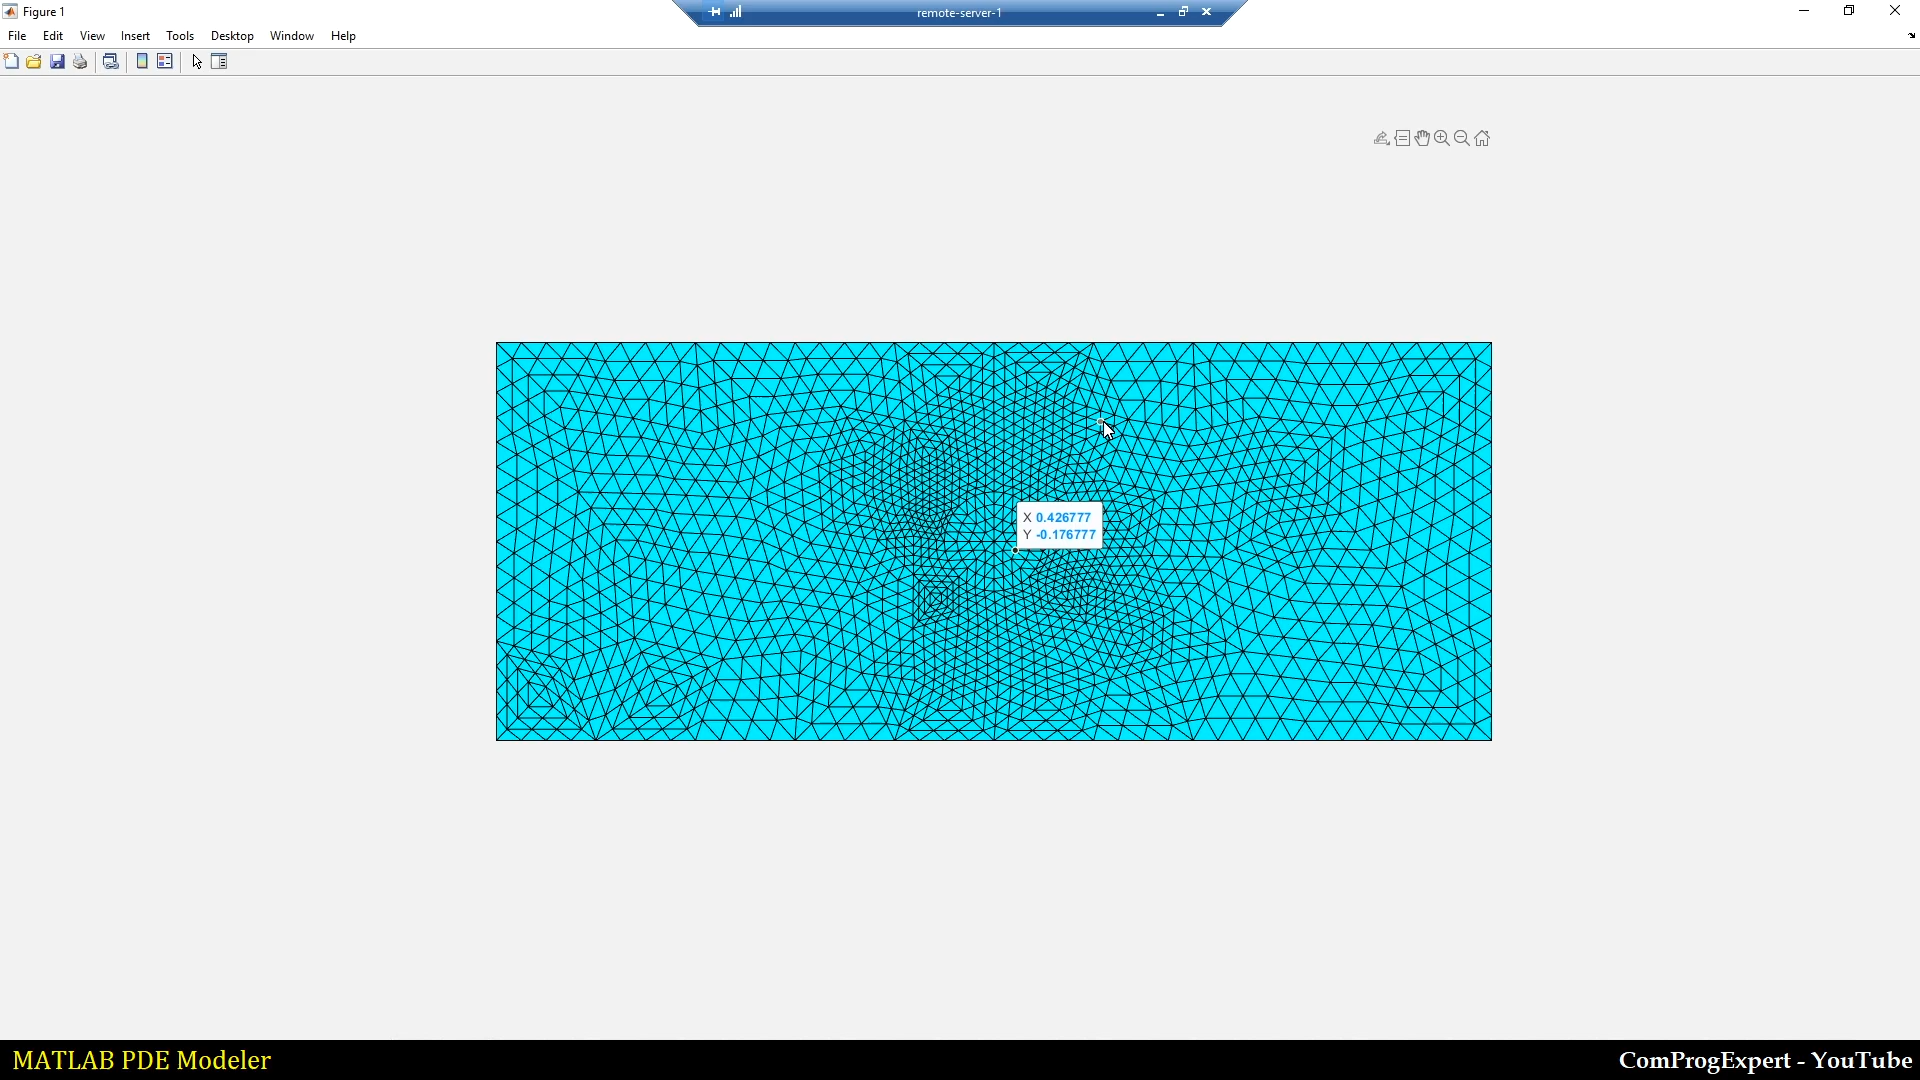 Figure 1
remote-server-1
File Edit View Insert Tools Desktop Window Help
X 0.426777
Y -0.176777
MATLAB PDE Modeler
ComProgExpert - YouTube